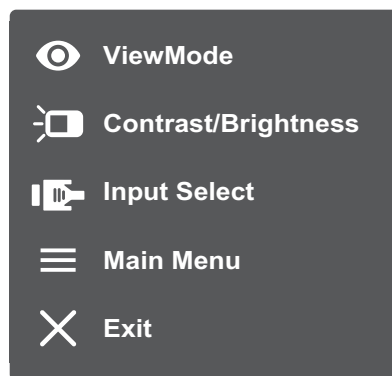 ViewMode
Contrast/Brightness
Input Select
Main Menu
Exit